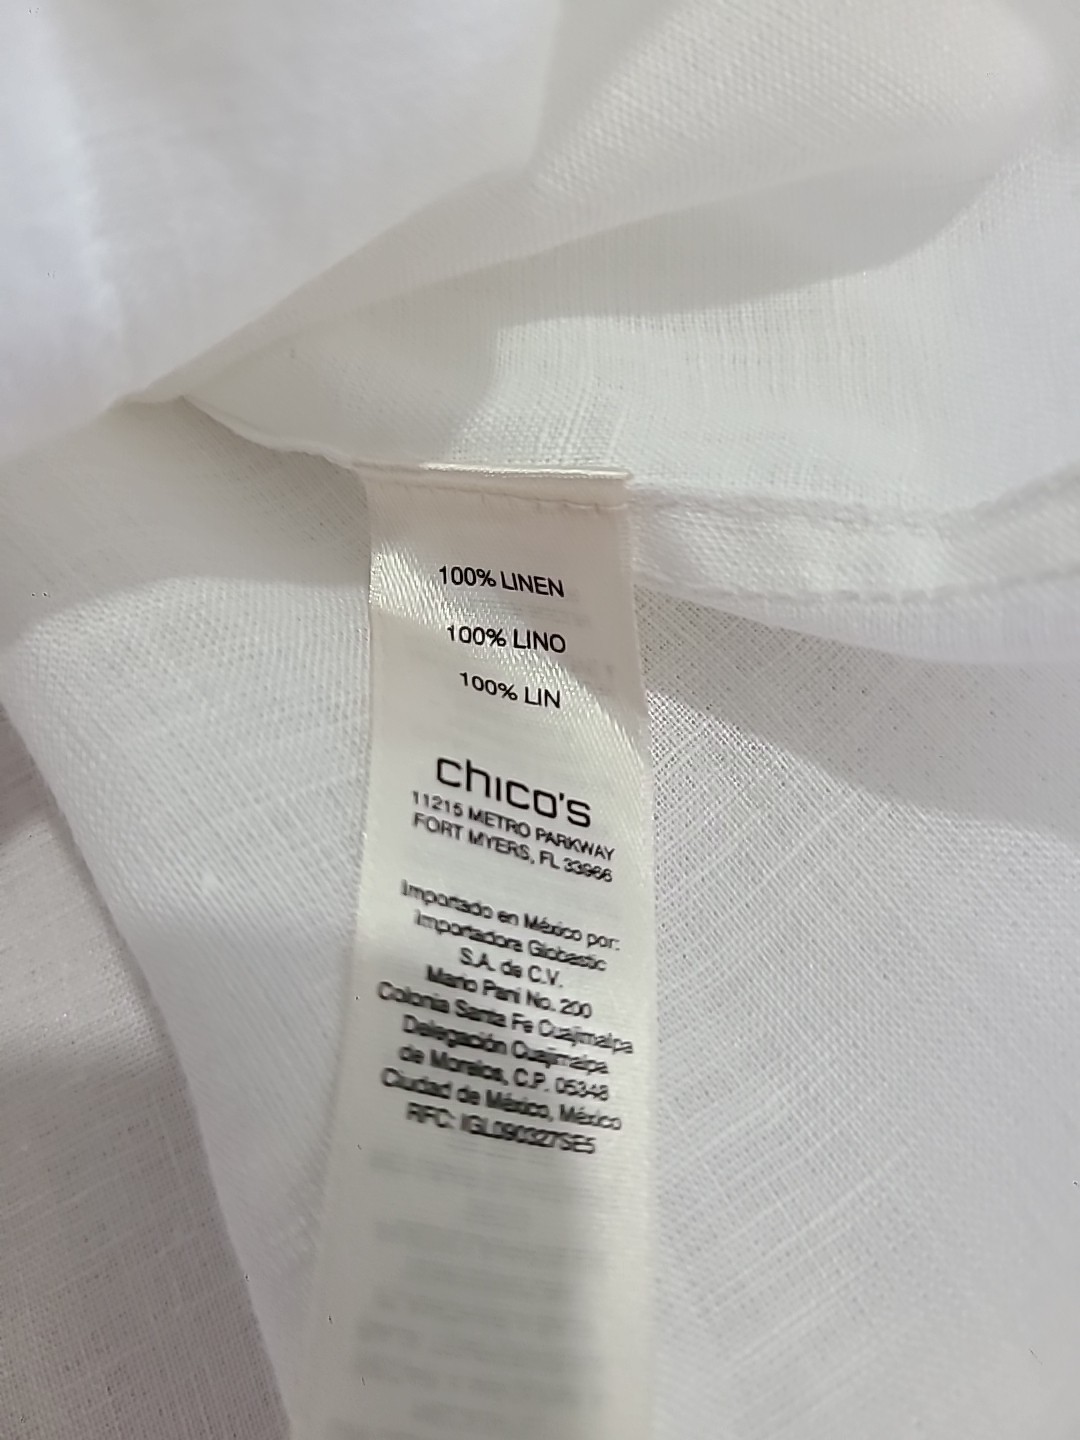 100% LINEN
100% LINO
100% LIN
chico's
11215 METRO PARKWAY
FORT MYERS, FL 33966
Importado en México por:
Importadora Globastic
S.A. de C.V.
Mario Pani No. 200
Colonia Santa Fe Cuajimalpa
Delegación Cuajimalpa
de Morelos, C.P. 05348
Ciudad de México, México
RFC: IGL090327SE5